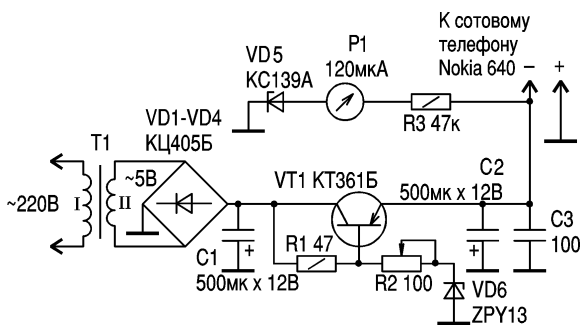 К сотовому
телефону
Nokia 640 – +
VD5
КС139А
P1
120мкА
R3 47к
VD1-VD4
КЦ405Б
T1
~220В
I
II
~5В
VT1 КТ361Б
C2
500мк x 12В
C3
100
C1
+
500мк x 12В
R1 47
R2 100
+
VD6
ZPY13